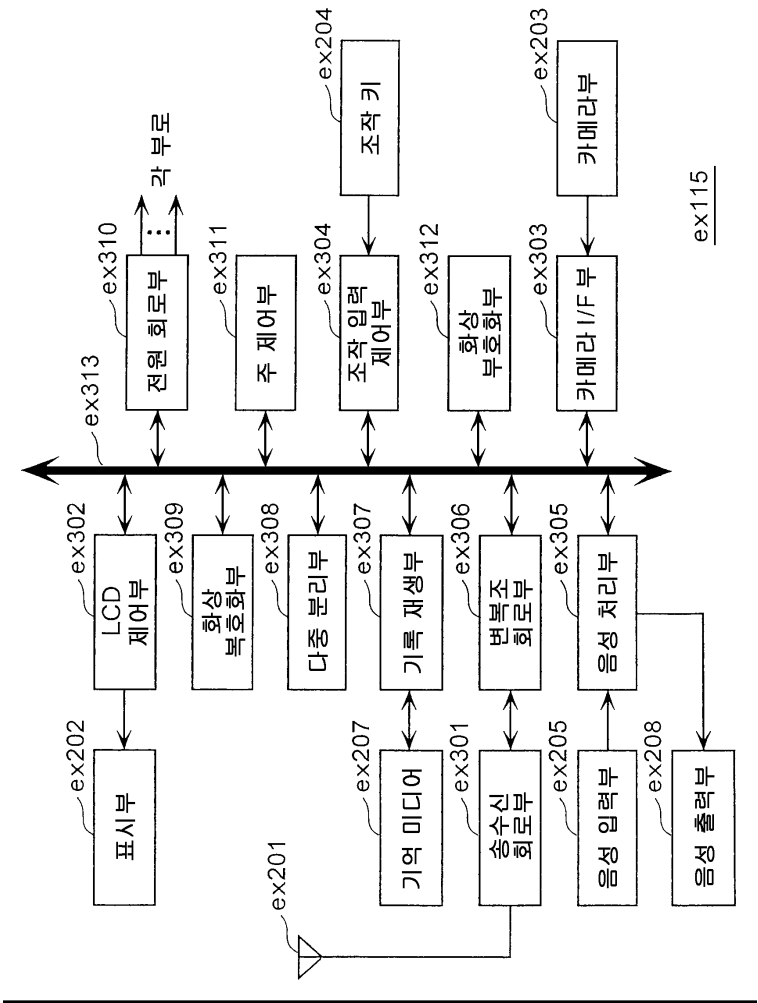 ex204
조작 키
ex203
카메라부
각 부로
ex115
ex310
전원 회로부
ex311
주 제어부
ex304
조작 입력
제어부
ex312
화상
부호화부
ex303
카메라 I/F 부
ex313
ex302
LCD
제어부
ex309
화상
복호화부
ex308
다중 분리부
ex307
기록 재생부
ex306
변복조
회로부
ex305
음성 처리부
ex202
표시부
ex207
기억 미디어
ex301
송수신
회로부
ex205
음성 입력부
ex208
음성 출력부
ex201